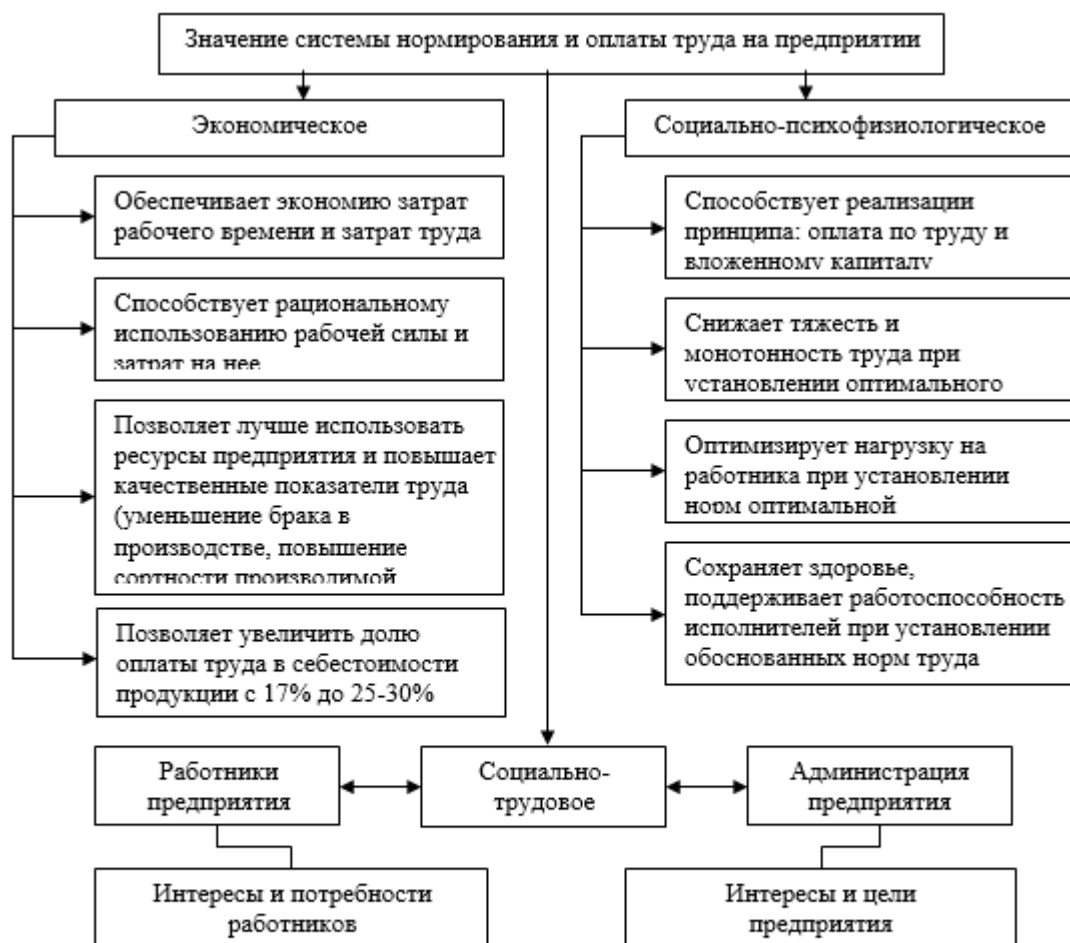 Значение системы нормирования и оплаты труда на предприятии
Экономическое
Обеспечивает экономию затрат
рабочего времени и затрат труда
Способствует рациональному
использованию рабочей силы и
затрат на нее
Позволяет лучше использовать
ресурсы предприятия и повышает
качественные показатели труда
(уменьшение брака в
производстве, повышение
сортности производимой
Позволяет увеличить долю
оплаты труда в себестоимости
продукции с 17% до 25-30%
Социально-психофизиологическое
Способствует реализации
принципа: оплата по труду и
вложенному капиталу
Снижает тяжесть и
монотонность труда при
установлении оптимального
Оптимизирует нагрузку на
работника при установлении
норм оптимальной
Сохраняет здоровье,
поддерживает работоспособность
исполнителей при установлении
обоснованных норм труда
Работники
предприятия
Социально-
трудовое
Администрация
предприятия
Интересы и потребности
работников
Интересы и цели
предприятия